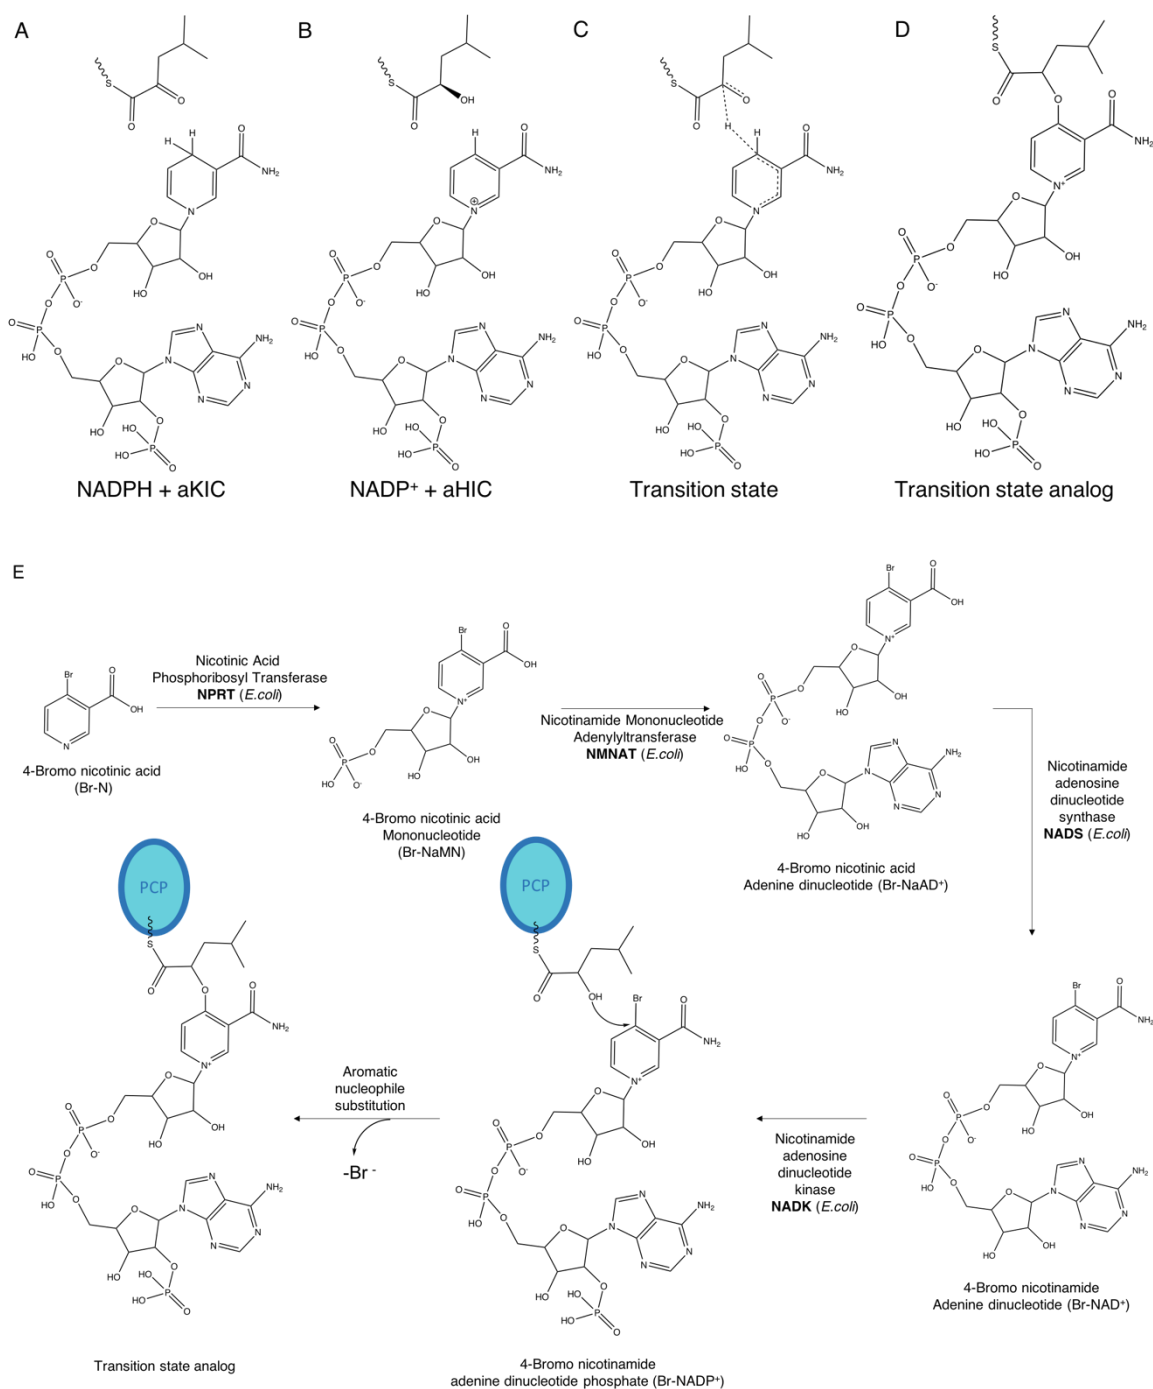 A
B
C
D
NADPH + aKIC
NADP⁺ + aHIC
Transition state
Transition state analog
E
4-Bromo nicotinic acid
(Br-N)
Nicotinic Acid
Phosphoribosyl Transferase
NPRT (E.coli)
4-Bromo nicotinic acid
Mononucleotide
(Br-NaMN)
Nicotinamide Mononucleotide
Adenylyltransferase
NMNAT (E.coli)
4-Bromo nicotinic acid
Adenine dinucleotide (Br-NaAD⁺)
Nicotinamide
adenosine
dinucleotide
synthase
NADS (E.coli)
4-Bromo nicotinamide
Adenine dinucleotide (Br-NAD⁺)
Nicotinamide
adenosine
dinucleotide
kinase
NADK (E.coli)
PCP
4-Bromo nicotinamide
adenine dinucleotide phosphate (Br-NADP⁺)
Aromatic
nucleophile
substitution
-Br⁻
PCP
Transition state analog